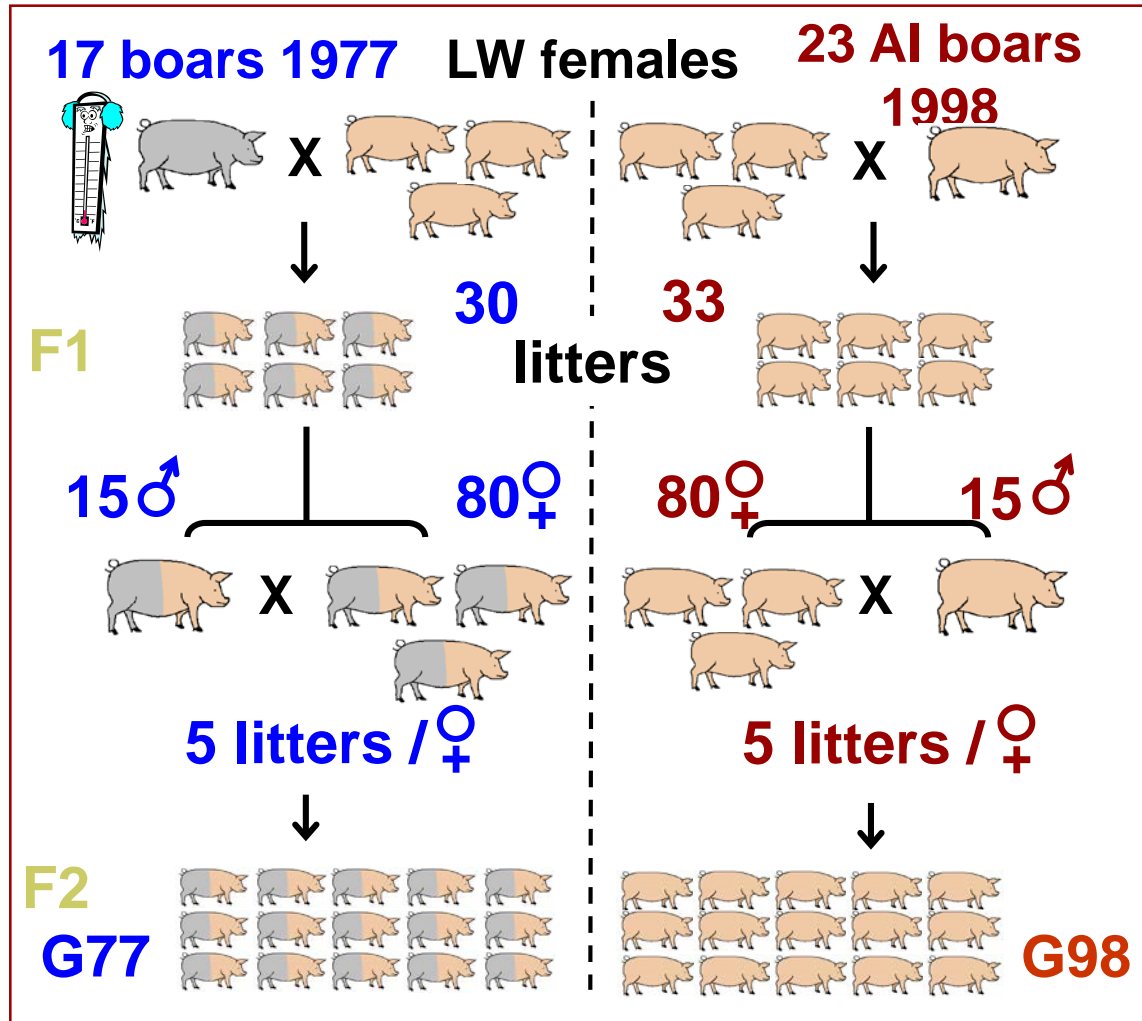 17 boars 1977 LW females 23 AI boars
1998
X X
30 33
F1
litters
15♂ 80♀ 80♀ 15♂
X X
5 litters / ♀ 5 litters / ♀
F2
G77 G98